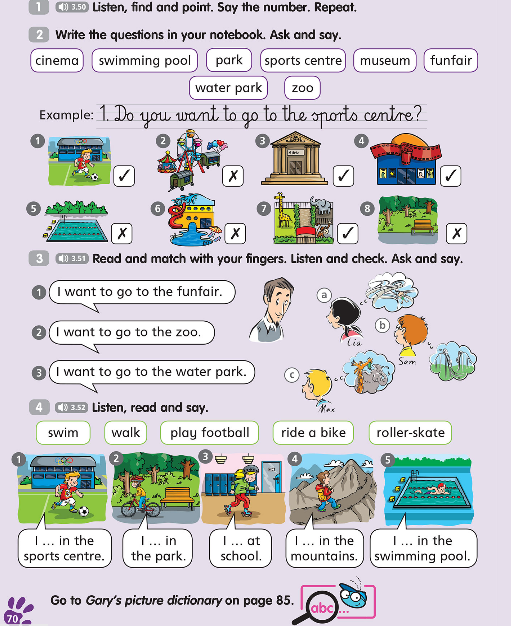 1 3.50 Listen, find and point. Say the number. Repeat.
2 Write the questions in your notebook. Ask and say.
cinema swimming pool park sports centre museum funfair
water park zoo
Example: 1. Do you want to go to the sports centre?
1 ✓ 2 ✗ 3 ✓ 4 ✓
5 ✗ 6 ✗ 7 ✓ 8 ✗
3 3.51 Read and match with your fingers. Listen and check. Ask and say.
1 I want to go to the funfair.
2 I want to go to the zoo.
3 I want to go to the water park.
a
Lia
b
Sam
c
Max
4 3.52 Listen, read and say.
swim walk play football ride a bike roller-skate
1 2 3 4 5
I ... in the sports centre.
I ... in the park.
I ... at school.
I ... in the mountains.
I ... in the swimming pool.
Go to Gary's picture dictionary on page 85.
abc...
70